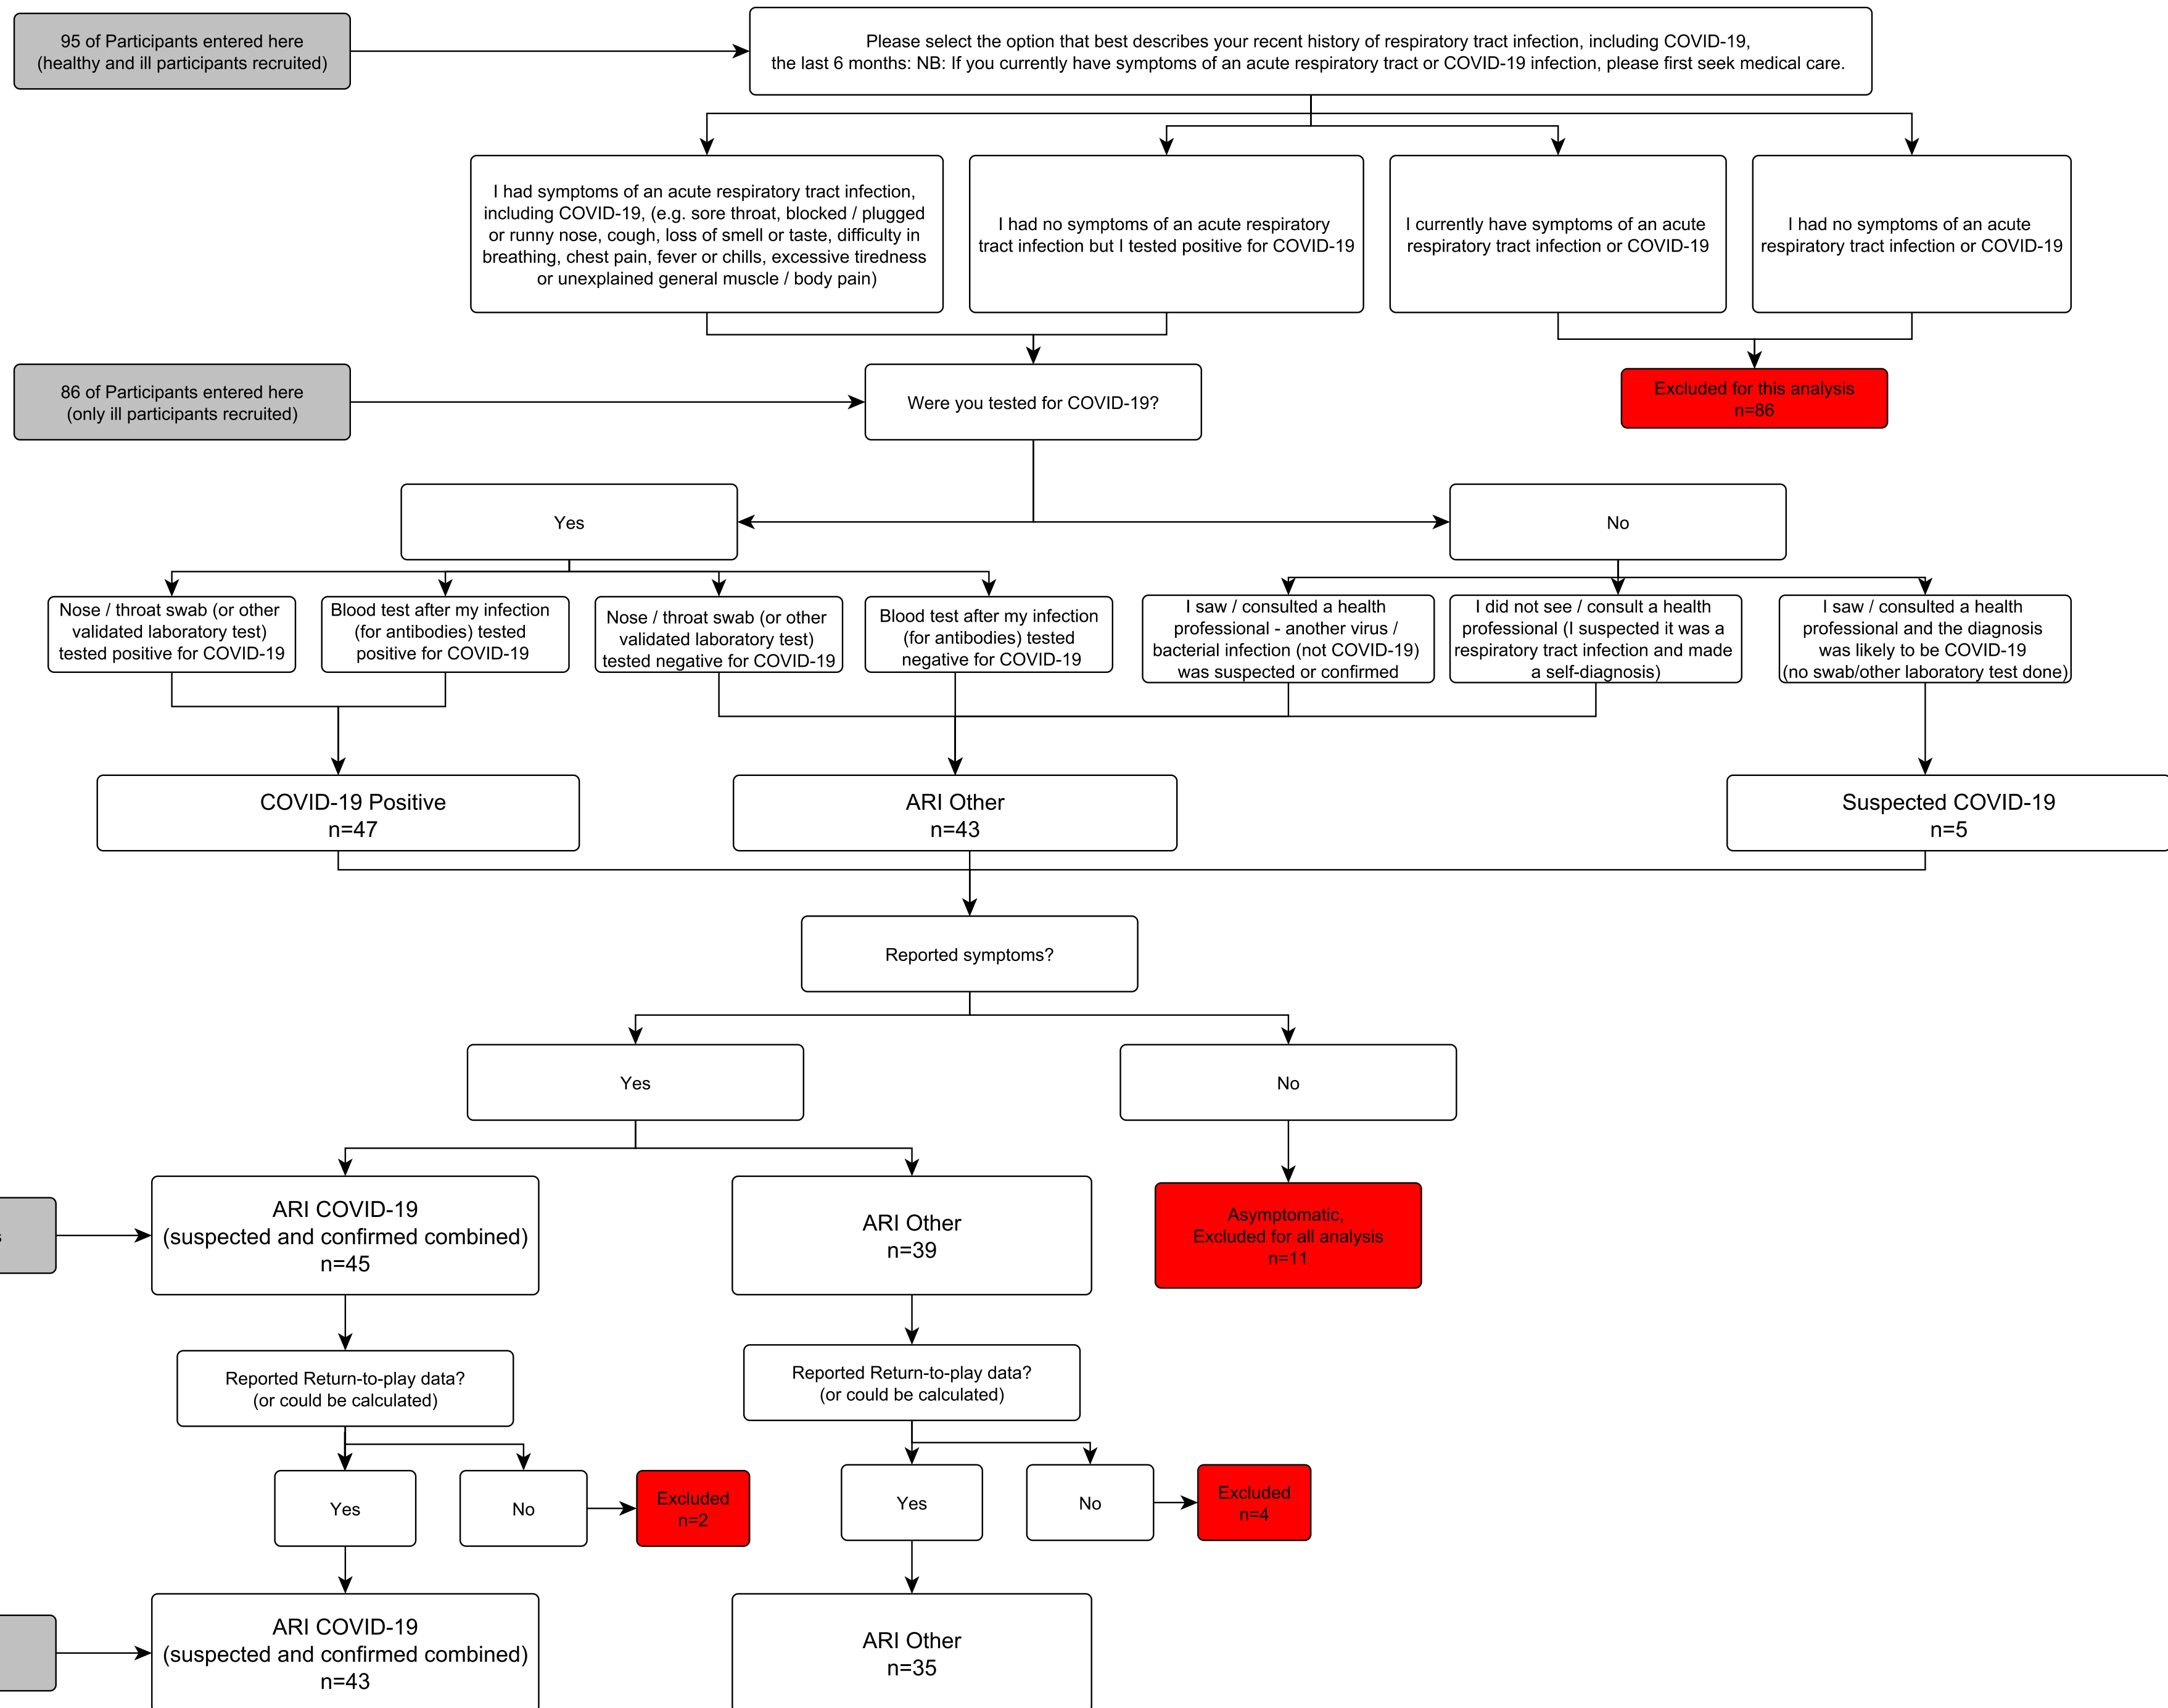 95 of Participants entered here
(healthy and ill participants recruited)
Please select the option that best describes your recent history of respiratory tract infection, including COVID-19,
the last 6 months: NB: If you currently have symptoms of an acute respiratory tract or COVID-19 infection, please first seek medical care.
I had symptoms of an acute respiratory tract infection,
including COVID-19, (e.g. sore throat, blocked / plugged
or runny nose, cough, loss of smell or taste, difficulty in
breathing, chest pain, fever or chills, excessive tiredness
or unexplained general muscle / body pain)
I had no symptoms of an acute respiratory
tract infection but I tested positive for COVID-19
I currently have symptoms of an acute
respiratory tract infection or COVID-19
I had no symptoms of an acute
respiratory tract infection or COVID-19
86 of Participants entered here
(only ill participants recruited)
Were you tested for COVID-19?
Excluded for this analysis
n=86
Yes
No
Nose / throat swab (or other
validated laboratory test)
tested positive for COVID-19
Blood test after my infection
(for antibodies) tested
positive for COVID-19
Nose / throat swab (or other
validated laboratory test)
tested negative for COVID-19
Blood test after my infection
(for antibodies) tested
negative for COVID-19
I saw / consulted a health
professional - another virus /
bacterial infection (not COVID-19)
was suspected or confirmed
I did not see / consult a health
professional (I suspected it was a
respiratory tract infection and made
a self-diagnosis)
I saw / consulted a health
professional and the diagnosis
was likely to be COVID-19
(no swab/other laboratory test done)
COVID-19 Positive
n=47
ARI Other
n=43
Suspected COVID-19
n=5
Reported symptoms?
Yes
No
s
ARI COVID-19
(suspected and confirmed combined)
n=45
ARI Other
n=39
Asymptomatic,
Excluded for all analysis
n=11
Reported Return-to-play data?
(or could be calculated)
Reported Return-to-play data?
(or could be calculated)
Yes
No
Excluded
n=2
Yes
No
Excluded
n=4
ARI COVID-19
(suspected and confirmed combined)
n=43
ARI Other
n=35